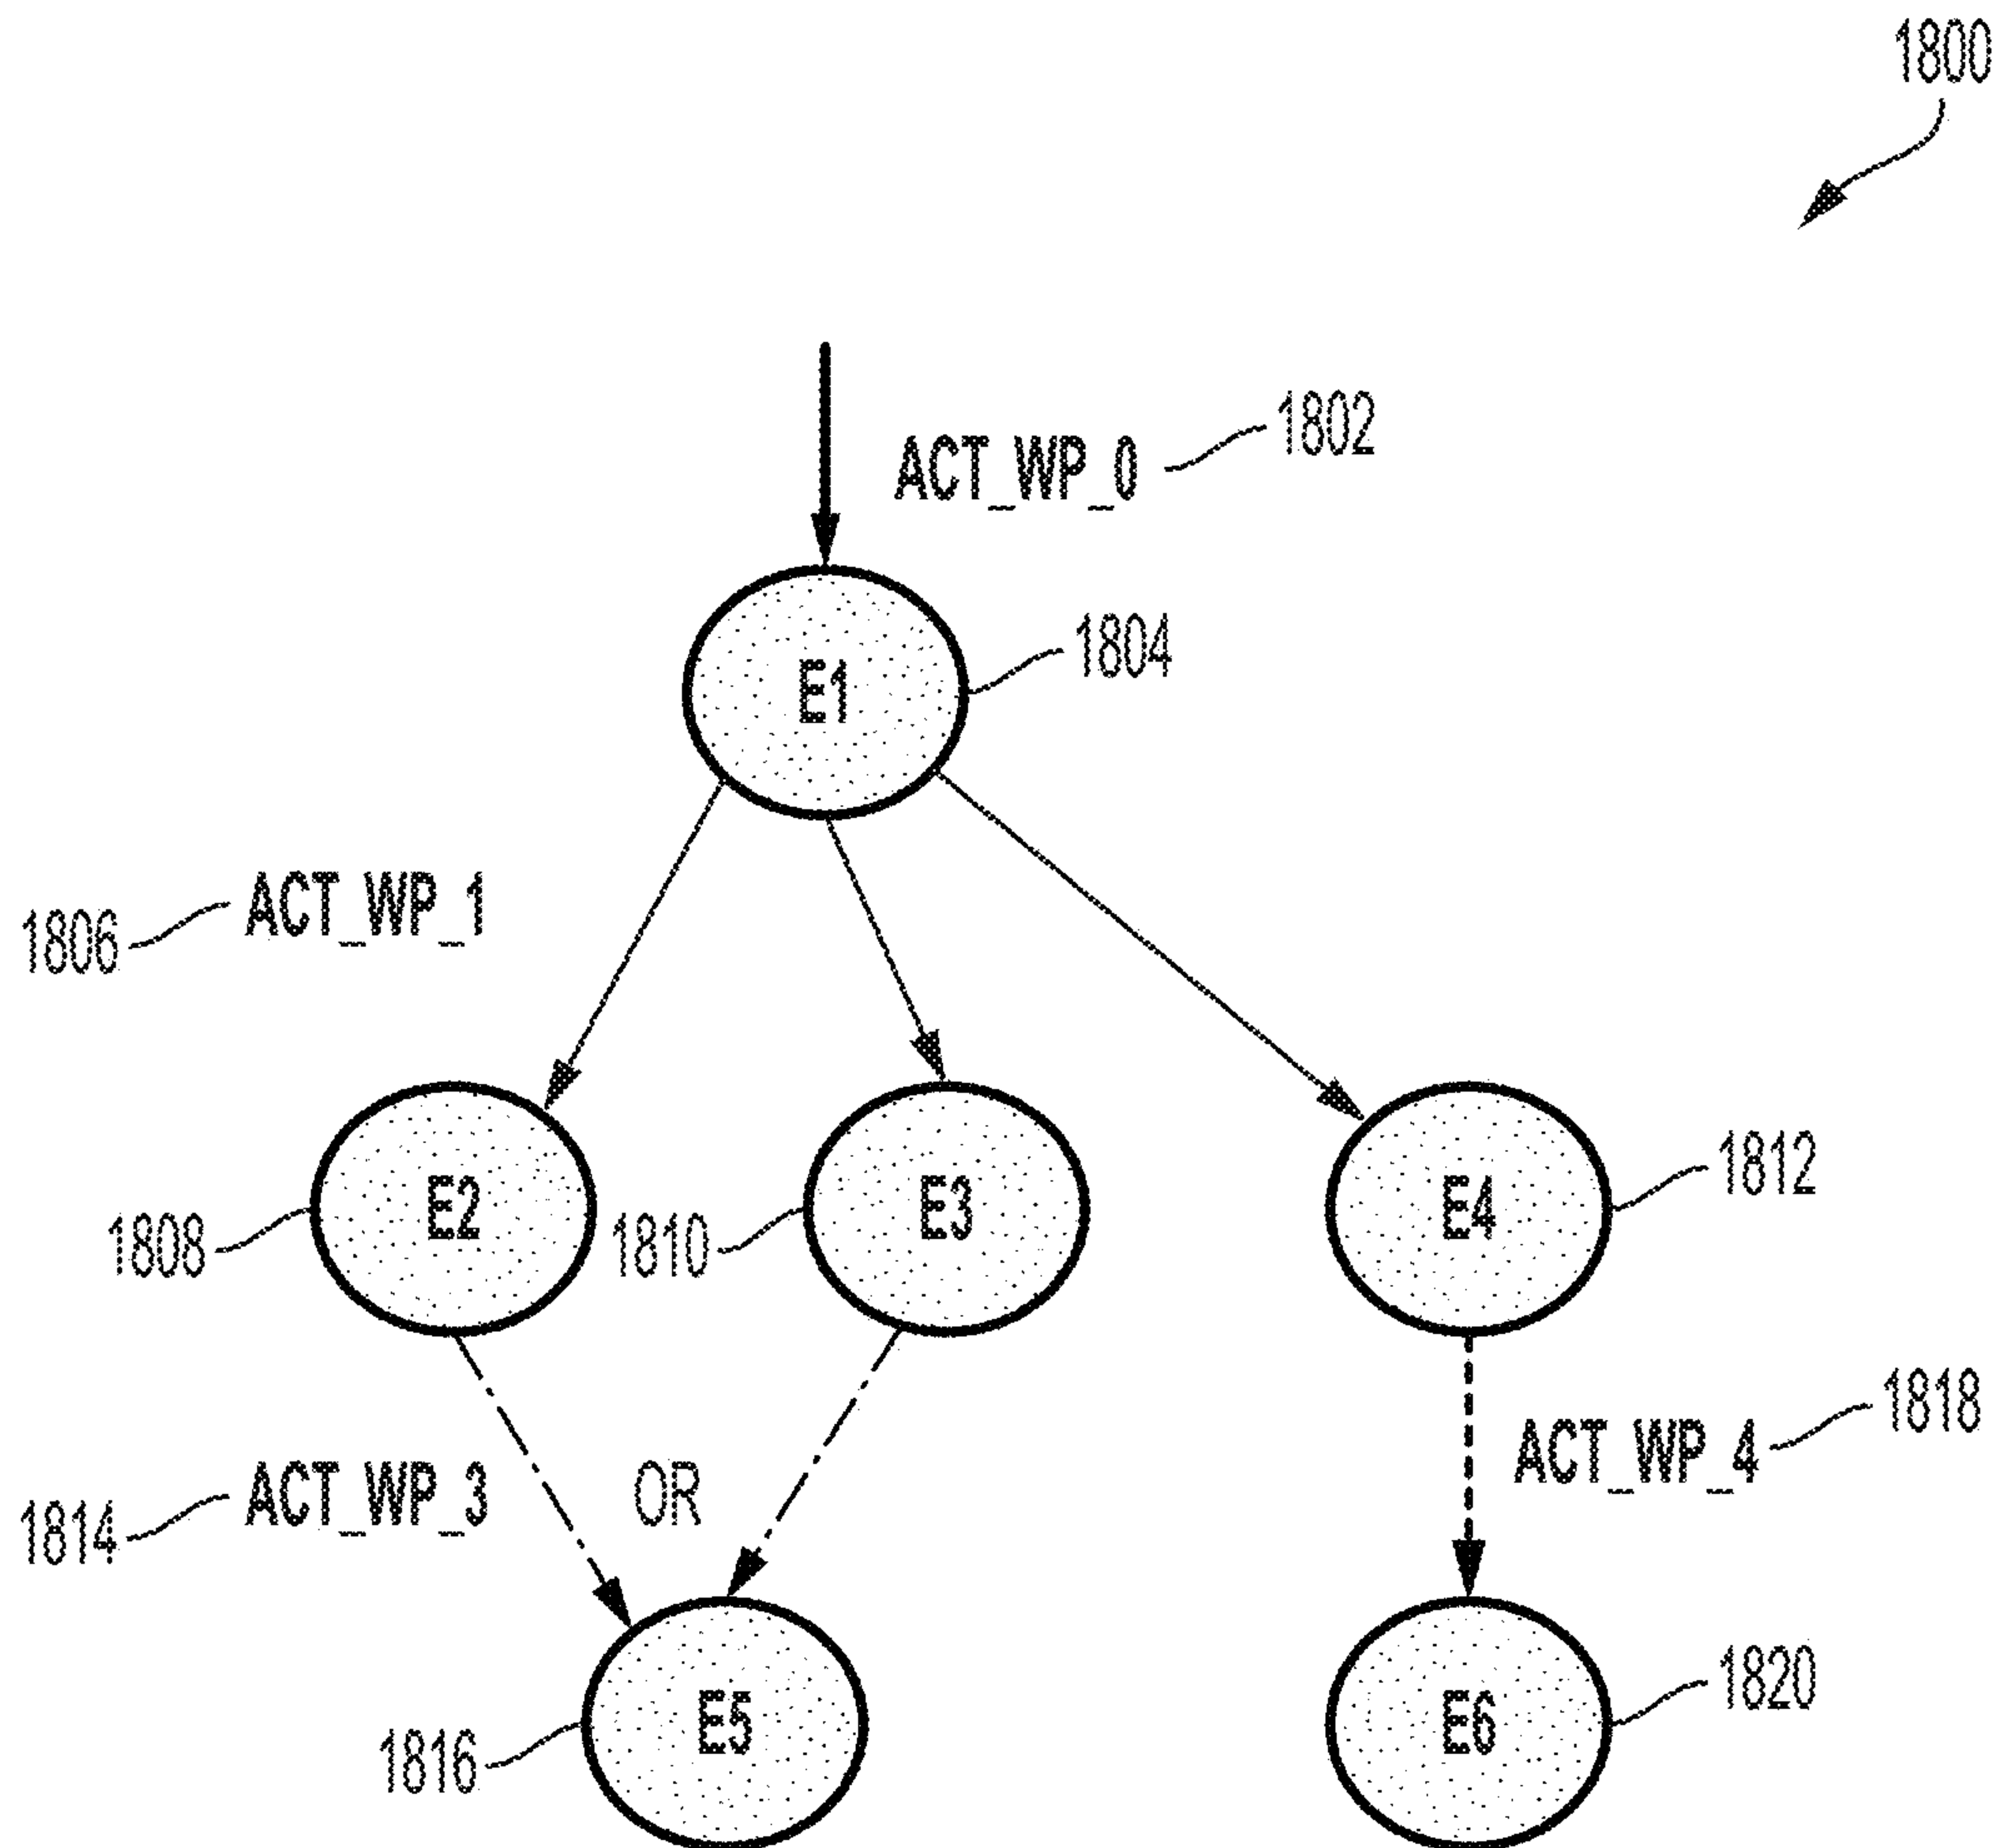 1800
ACT_WP_0
1802
E1
1804
1806
ACT_WP_1
E2
E3
E4
1808
1810
1812
1814
ACT_WP_3
OR
ACT_WP_4
1818
E5
E6
1816
1820